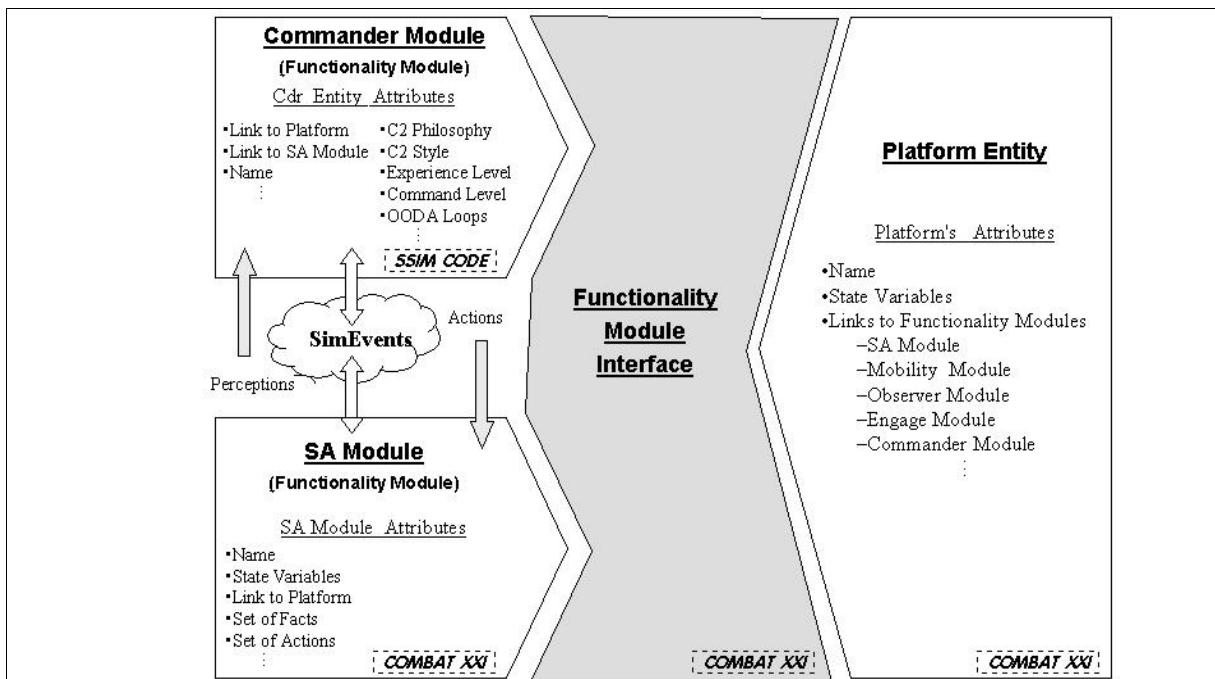 Commander Module
(Functionality Module)
Cdr Entity Attributes
•Link to Platform
•Link to SA Module
•Name
⋮
•C2 Philosophy
•C2 Style
•Experience Level
•Command Level
•OODA Loops
⋮
SSIM CODE
SimEvents
Perceptions
Actions
SA Module
(Functionality Module)
SA Module Attributes
•Name
•State Variables
•Link to Platform
•Set of Facts
•Set of Actions
⋮
COMBAT XXI
Functionality
Module
Interface
COMBAT XXI
Platform Entity
Platform's Attributes
•Name
•State Variables
•Links to Functionality Modules
–SA Module
–Mobility Module
–Observer Module
–Engage Module
–Commander Module
⋮
COMBAT XXI